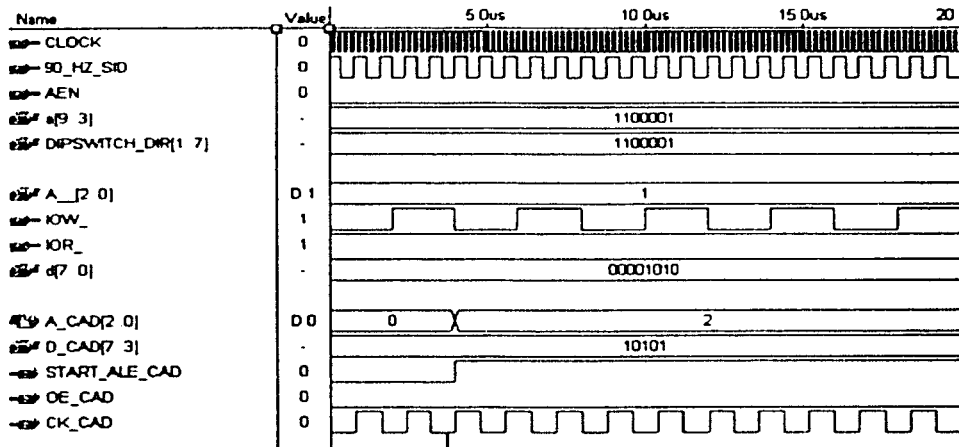 Name Value 5.0us 10.0us 15.0us 20
CLOCK 0
90_HZ_SID 0
AEN 0
a[9 3] - 1100001
DIPSWITCH_DIR[1 7] - 1100001
A__[2 0] D 1 1
IOW_ 1
IOR_ 1
d[7 0] - 00001010
A_CAD[2 .0] D 0 0 2
D_CAD[7 3] - 10101
START_ALE_CAD 0
OE_CAD 0
CK_CAD 0